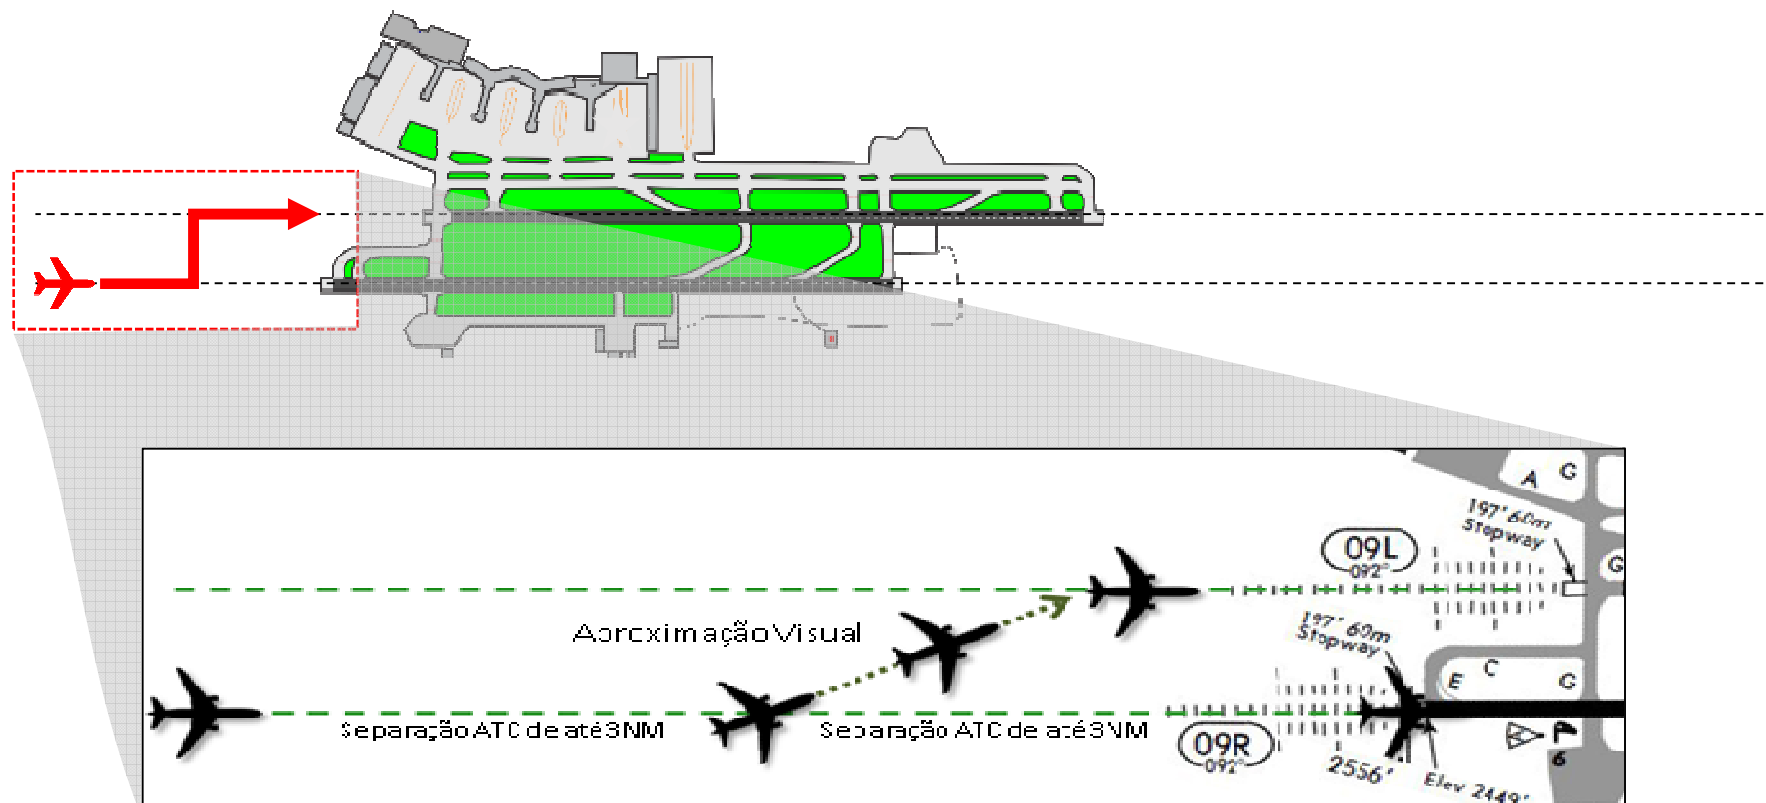 A G
197' 60m
Stopway
09L
092°
G
Aproximação Visual
197' 60m
Stopway
C
E
G
Separação ATC de até 3NM
Separação ATC de até 3NM
09R
092°
2556'
Elev 2449'
6